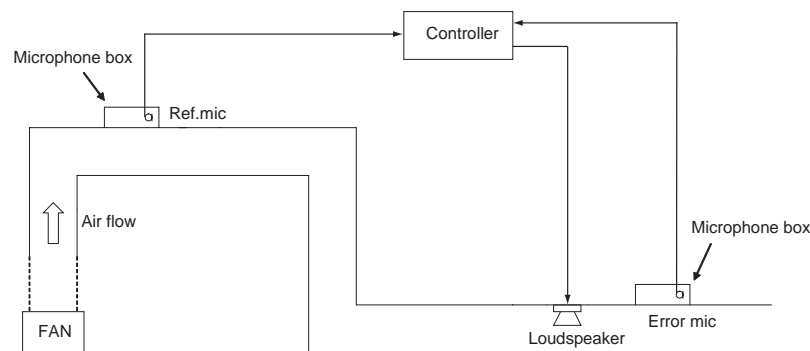 Controller
Microphone box
Ref.mic
Air flow
Microphone box
FAN
Loudspeaker
Error mic